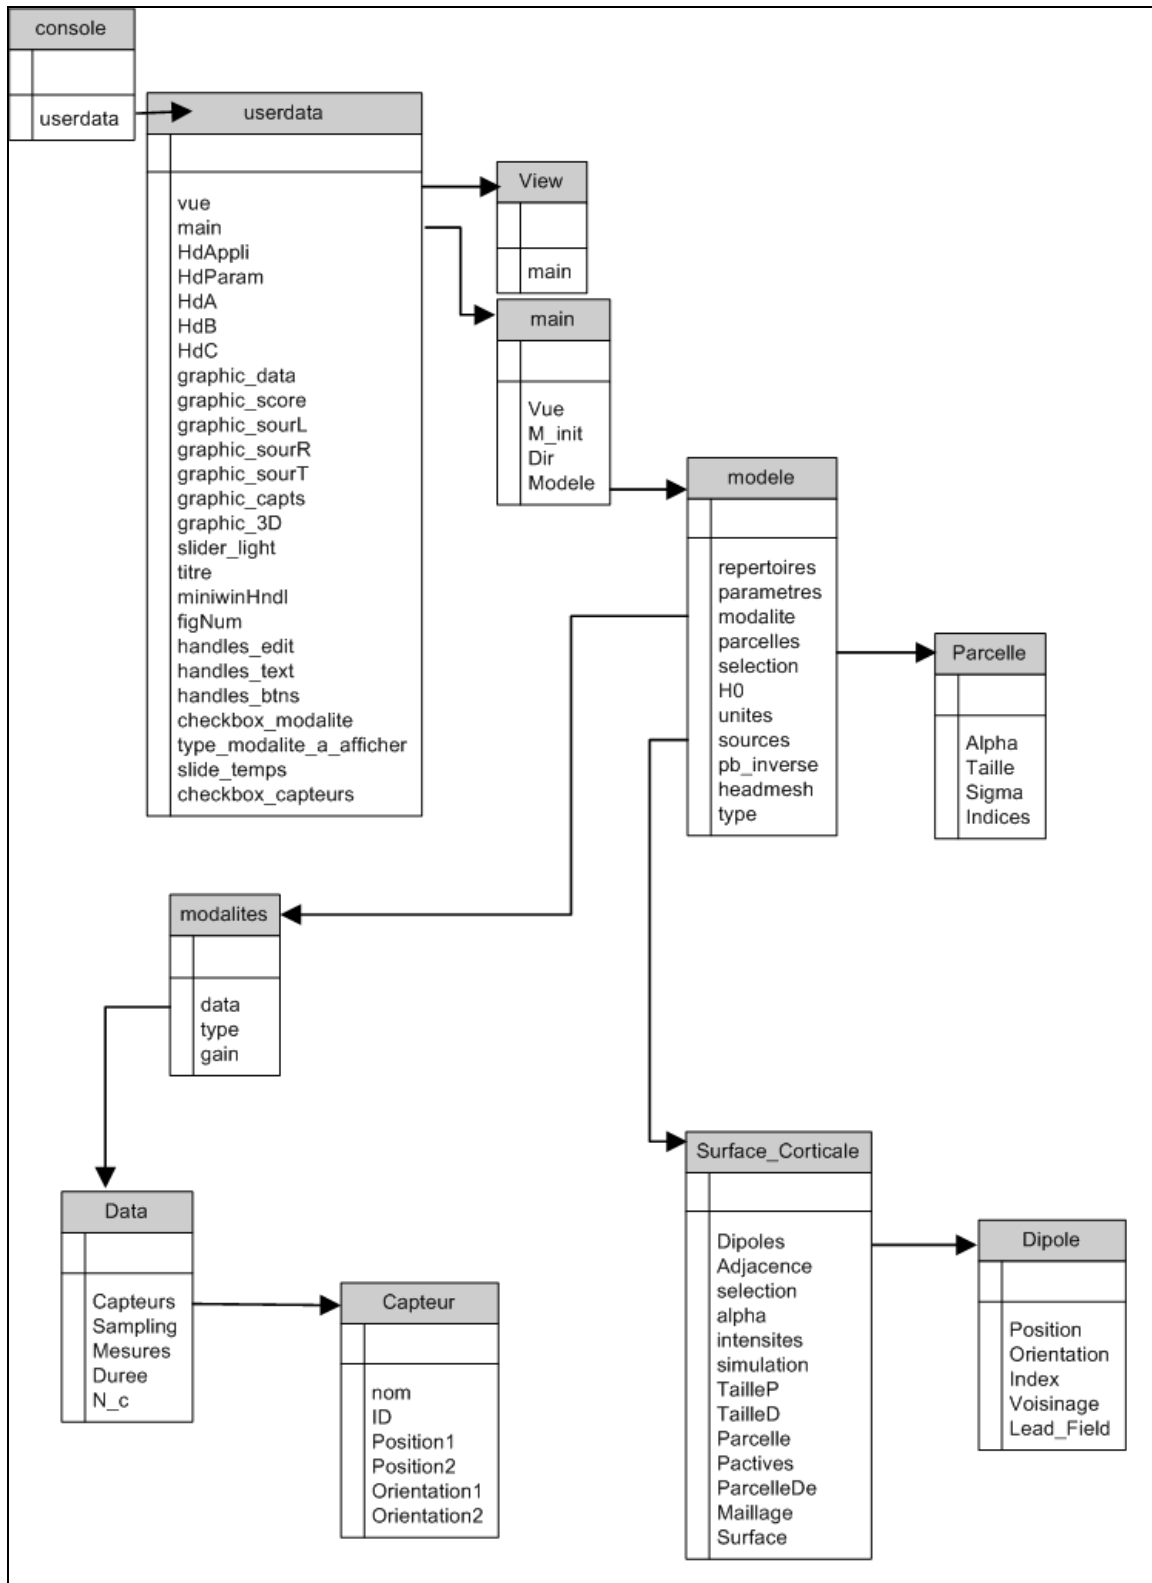 console
userdata
userdata
vue
main
HdAppli
HdParam
HdA
HdB
HdC
graphic_data
graphic_score
graphic_sourL
graphic_sourR
graphic_sourT
graphic_capts
graphic_3D
slider_light
titre
miniwinHndl
figNum
handles_edit
handles_text
handles_btns
checkbox_modalite
type_modalite_a_afficher
slide_temps
checkbox_capteurs
View
main
main
Vue
M_init
Dir
Modele
modele
repertoires
parametres
modalite
parcelles
selection
H0
unites
sources
pb_inverse
headmesh
type
Parcelle
Alpha
Taille
Sigma
Indices
modalites
data
type
gain
Data
Capteurs
Sampling
Mesures
Duree
N_c
Capteur
nom
ID
Position1
Position2
Orientation1
Orientation2
Surface_Corticale
Dipoles
Adjacence
selection
alpha
intensites
simulation
TailleP
TailleD
Parcelle
Pactives
ParcelleDe
Maillage
Surface
Dipole
Position
Orientation
Index
Voisinage
Lead_Field